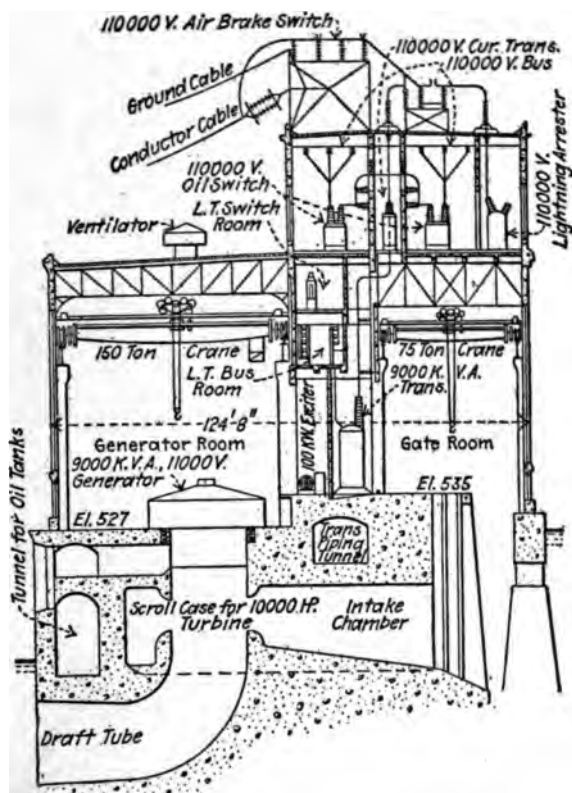 110000 V. Air Brake Switch
110000 V. Cur. Trans.
110000 V. Bus
Ground Cable
Conductor Cable
110000 V.
Oil Switch
L.T. Switch
Room
110000 V.
Lightning Arrester
Ventilator
150 Ton Crane
75 Ton Crane
L.T. Bus
Room
9000 K.V.A.
Trans.
124'-8"
100 KW. Exciter
Generator Room
Gate Room
9000 K.V.A., 11000 V.
Generator
El. 527
El. 535
Tunnel for Oil Tanks
Trans
Piping
Tunnel
Scroll Case for 10000 HP.
Turbine
Intake
Chamber
Draft Tube